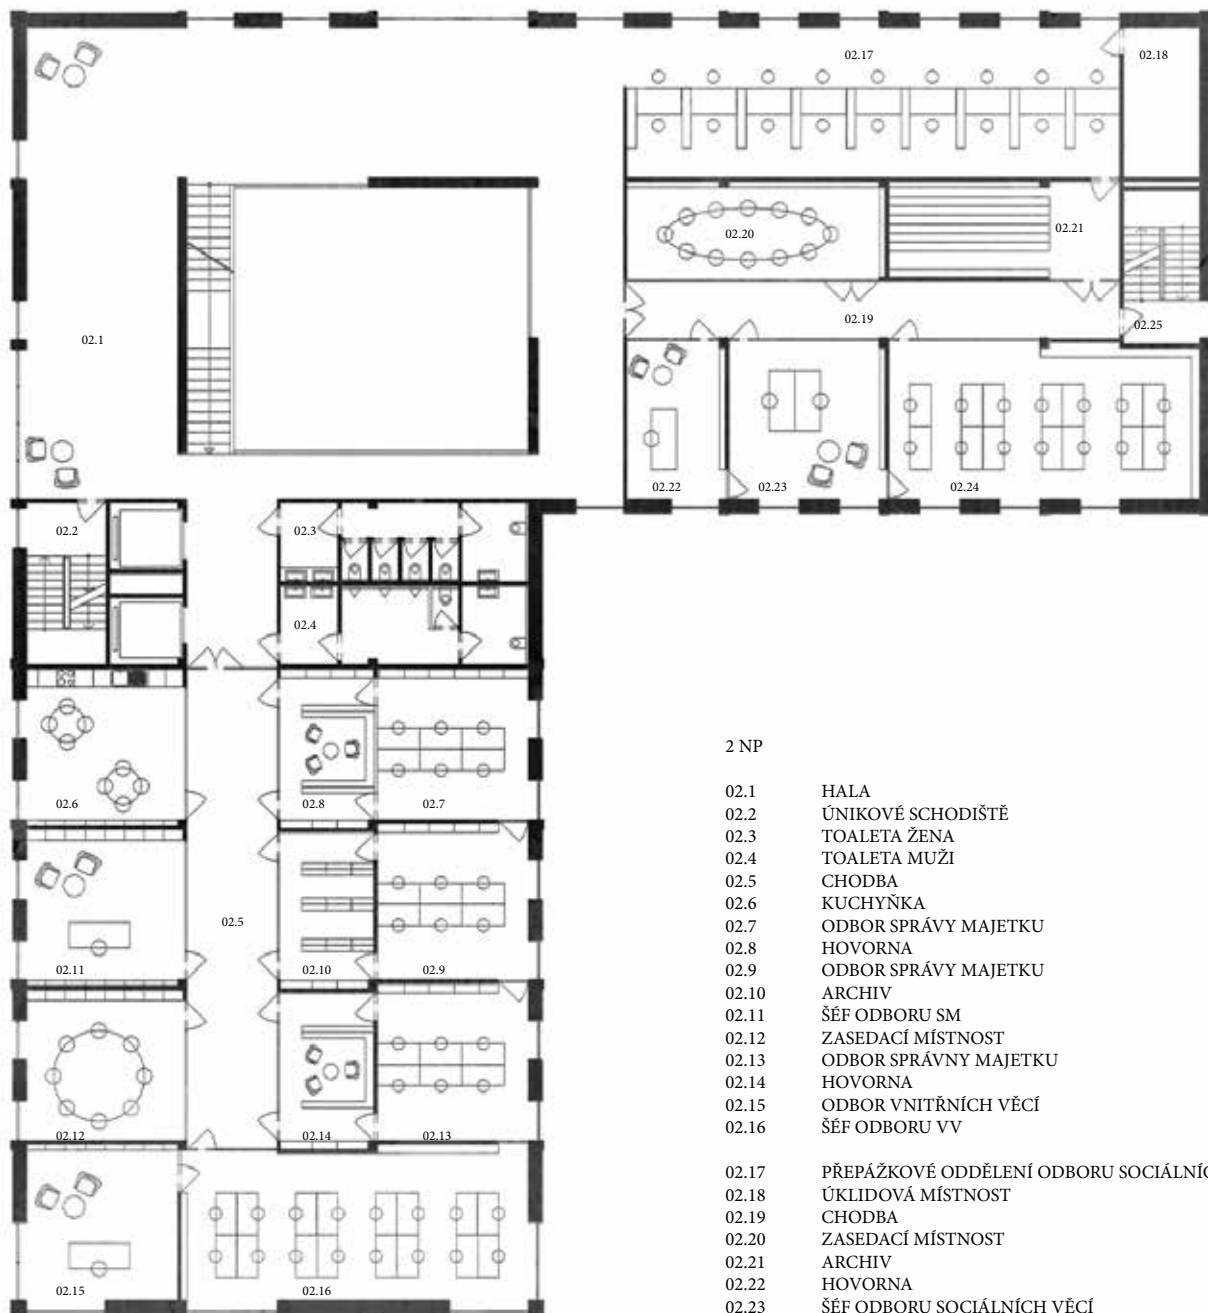 02.17
02.18
02.20
02.21
02.19
02.25
02.1
02.22
02.23
02.24
02.2
02.3
02.4
02.6
02.8
02.7
02.5
02.11
02.10
02.9
02.12
02.14
02.13
02.15
02.16
2 NP
02.1 HALA
02.2 ÚNIKOVÉ SCHODIŠTĚ
02.3 TOALETA ŽENA
02.4 TOALETA MUŽI
02.5 CHODBA
02.6 KUCHYŇKA
02.7 ODBOR SPRÁVY MAJETKU
02.8 HOVORNA
02.9 ODBOR SPRÁVY MAJETKU
02.10 ARCHIV
02.11 ŠÉF ODBORU SM
02.12 ZASEDACÍ MÍSTNOST
02.13 ODBOR SPRÁVNY MAJETKU
02.14 HOVORNA
02.15 ODBOR VNITŘNÍCH VĚCÍ
02.16 ŠÉF ODBORU VV
02.17 PŘEPÁŽKOVÉ ODDĚLENÍ ODBORU SOCIÁLNÍC
02.18 ÚKLIDOVÁ MÍSTNOST
02.19 CHODBA
02.20 ZASEDACÍ MÍSTNOST
02.21 ARCHIV
02.22 HOVORNA
02.23 ŠÉF ODBORU SOCIÁLNÍCH VĚCÍ